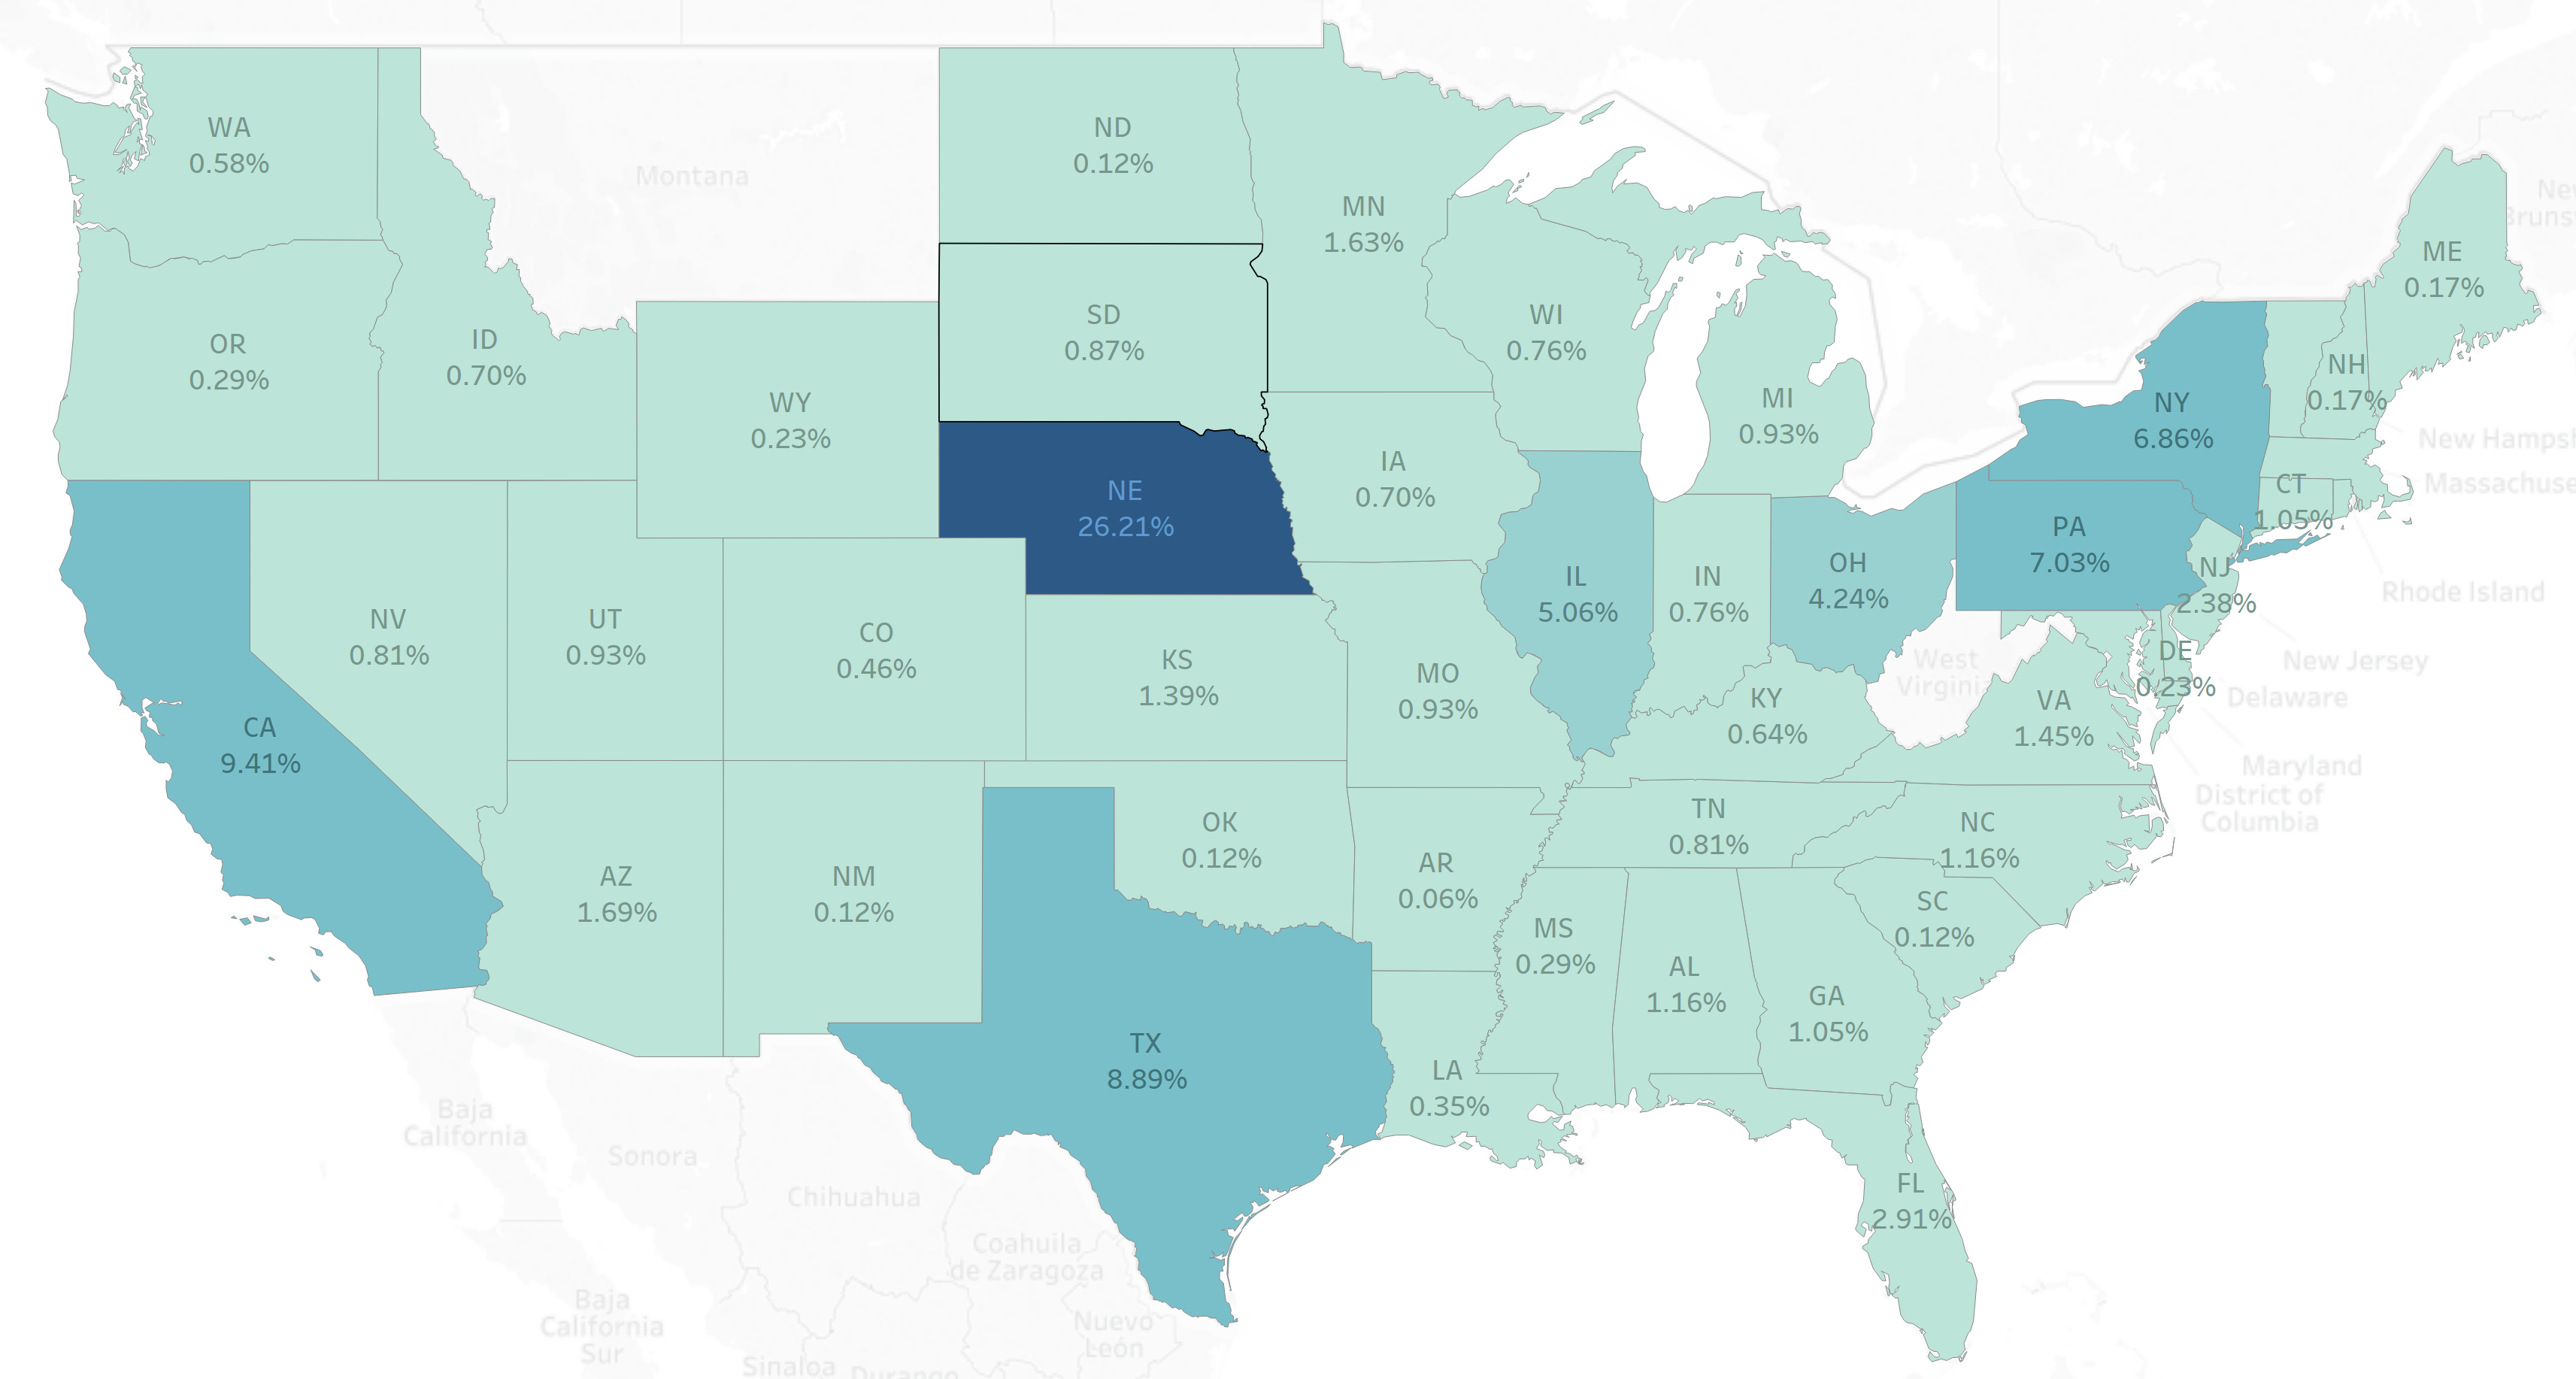 WA
0.58%
Montana
ND
0.12%
MN
1.63%
ME
0.17%
OR
0.29%
ID
0.70%
WY
0.23%
SD
0.87%
WI
0.76%
MI
0.93%
NY
6.86%
NH
0.17%
New Hampsh
Massachuse
NE
26.21%
IA
0.70%
CT
1.05%
PA
7.03%
NJ
2.38%
Rhode Island
IL
5.06%
IN
0.76%
OH
4.24%
NV
0.81%
UT
0.93%
CO
0.46%
KS
1.39%
MO
0.93%
KY
0.64%
West
Virginia
VA
1.45%
DE
0.23%
New Jersey
Delaware
Maryland
District of
Columbia
CA
9.41%
AZ
1.69%
NM
0.12%
OK
0.12%
AR
0.06%
TN
0.81%
NC
1.16%
SC
0.12%
MS
0.29%
AL
1.16%
GA
1.05%
TX
8.89%
LA
0.35%
FL
2.91%
Baja
California
Sonora
Chihuahua
Coahuila
de Zaragoza
Baja
California
Sur
Nuevo
León
Sinaloa
Durango